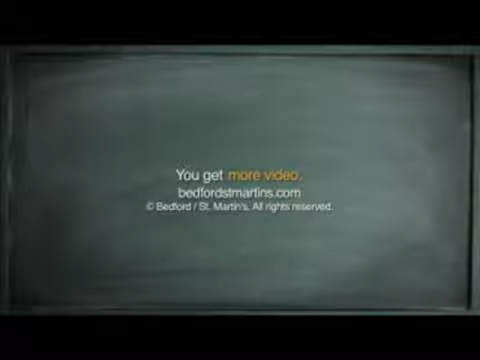 You get more video.
bedfordstmartins.com
© Bedford / St. Martin's. All rights reserved.